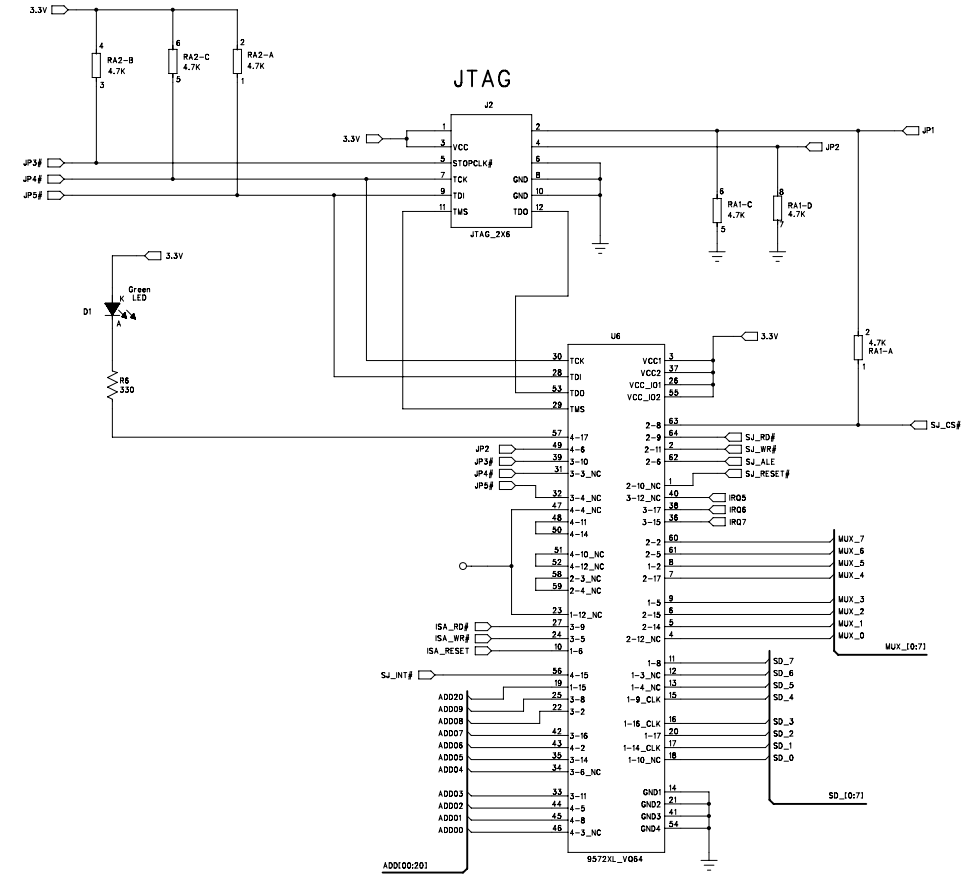 3.3V
4 RA2-B 4.7K 3
6 RA2-C 4.7K 5
2 RA2-A 4.7K 1
JTAG
J2
3.3V
1 2 JP1
3 VCC 4 JP2
JP3# 5 STOPCLK# 6
JP4# 7 TCK GND 8
JP5# 9 TDI GND 10
11 TMS TDO 12
JTAG_2X6
6 RA1-C 4.7K 5
8 RA1-D 4.7K 7
3.3V
Green
LED
D1 K A
R6
330
2
4.7K
RA1-A
1
U6
3.3V
30 TCK VCC1 3
28 TDI VCC2 37
53 TDO VCC_IO1 26
29 TMS VCC_IO2 55
2-8 63 SJ_CS#
57 4-17 2-9 64 SJ_RD#
JP2 49 4-6 2-11 2 SJ_WR#
JP3# 39 3-10 2-6 62 SJ_ALE
JP4# 31 3-3_NC SJ_RESET#
JP5# 2-10_NC 1
32 3-4_NC 3-12_NC 40 IRQ5
47 4-4_NC 3-17 38 IRQ6
48 4-11 3-15 36 IRQ7
50 4-14
2-2 60 MUX_7
51 4-10_NC 2-5 61 MUX_6
52 4-12_NC 1-2 8 MUX_5
58 2-3_NC 2-17 7 MUX_4
59 2-4_NC
1-5 9 MUX_3
23 1-12_NC 2-15 6 MUX_2
ISA_RD# 27 3-9 2-14 5 MUX_1
ISA_WR# 24 3-5 2-12_NC 4 MUX_0
ISA_RESET 10 1-6 MUX_[0:7]
1-8 11 SD_7
SJ_INT# 56 4-15 1-3_NC 12 SD_6
19 1-15 1-4_NC 13 SD_5
ADD20 25 3-8 1-9_CLK 15 SD_4
ADD09 22 3-2
ADD08 1-16_CLK 16 SD_3
ADD07 42 3-16 1-17 20 SD_2
ADD06 43 4-2 1-14_CLK 17 SD_1
ADD05 35 3-14 1-10_NC 18 SD_0
ADD04 34 3-6_NC
ADD03 33 3-11 GND1 14 SD_[0:7]
ADD02 44 4-5 GND2 21
ADD01 45 4-8 GND3 41
ADD00 46 4-3_NC GND4 54
9572XL_VQ64
ADD[00:20]